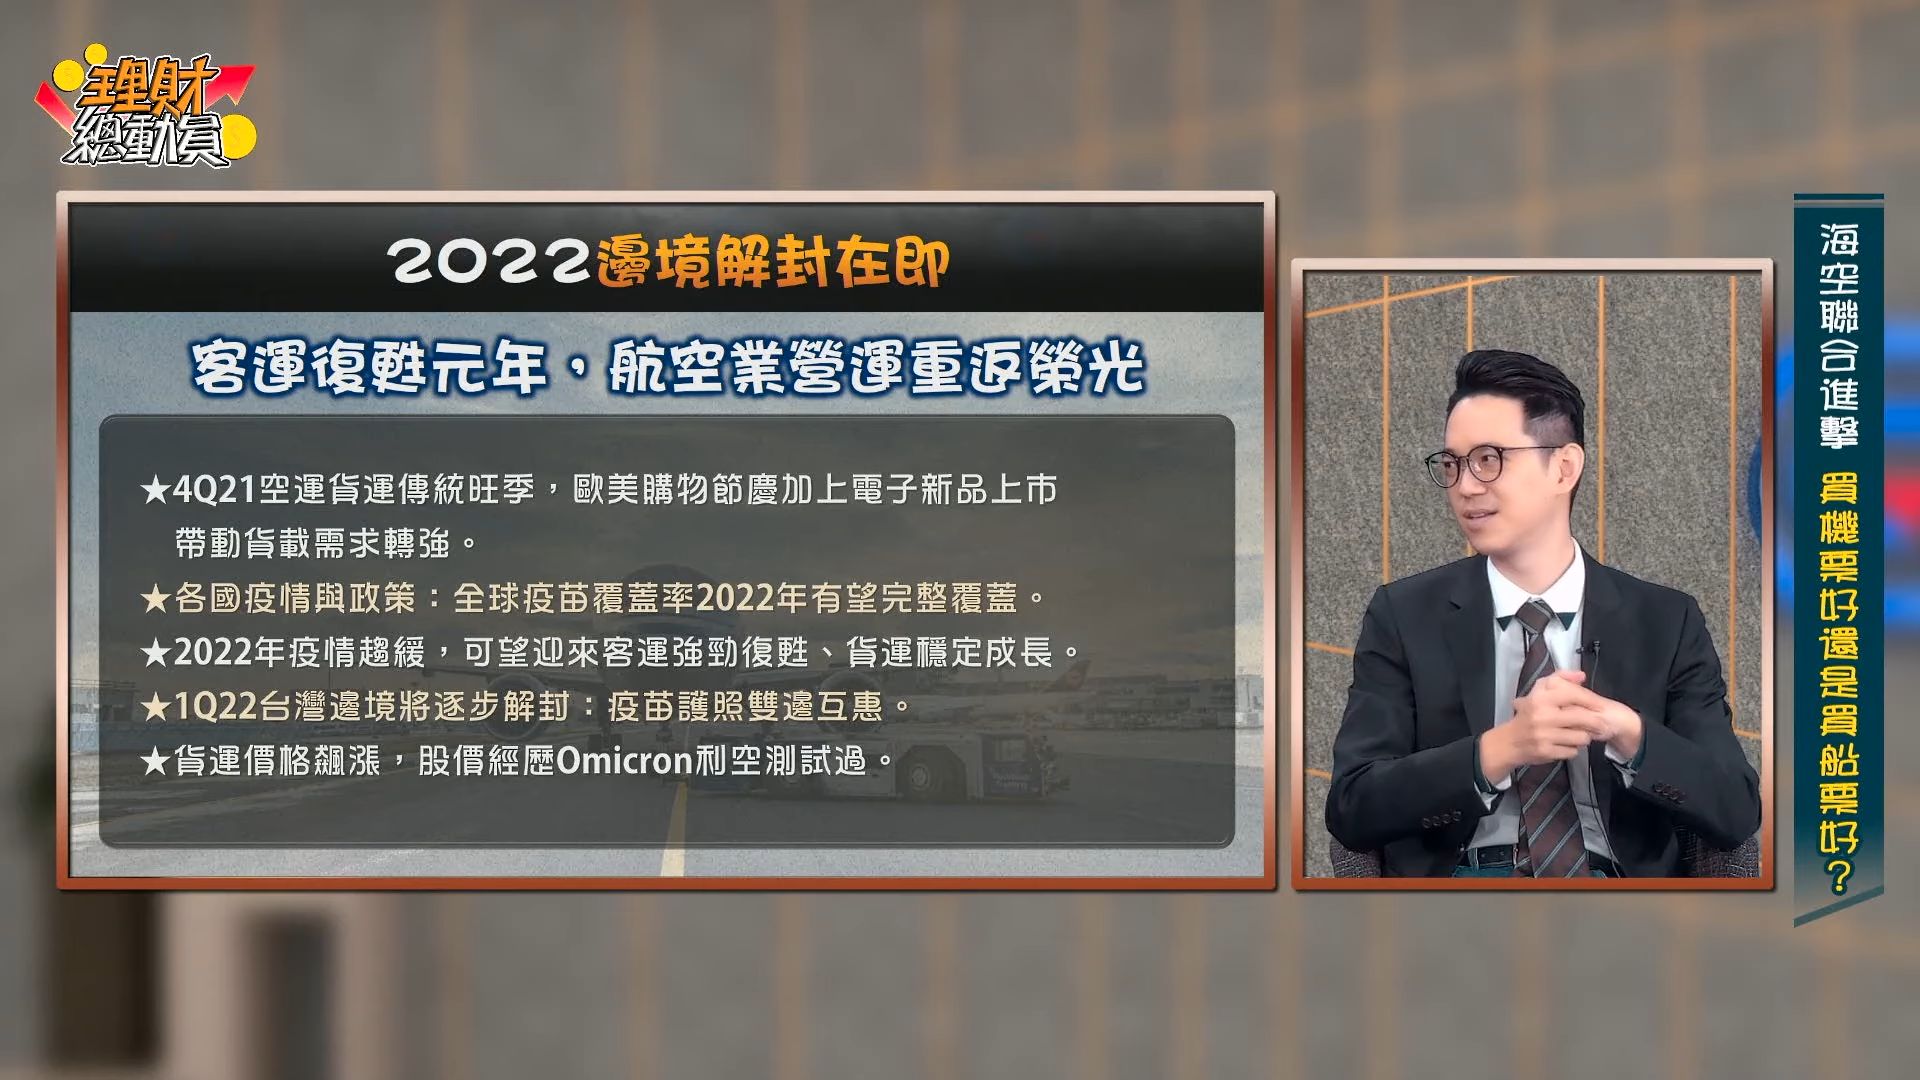 理財
總動員
2022邊境解封在即
客運復甦元年，航空業營運重返榮光
★4Q21空運貨運傳統旺季，歐美購物節慶加上電子新品上市
帶動貨載需求轉強。
★各國疫情與政策：全球疫苗覆蓋率2022年有望完整覆蓋。
★2022年疫情趨緩，可望迎來客運強勁復甦、貨運穩定成長。
★1Q22台灣邊境將逐步解封：疫苗護照雙邊互惠。
★貨運價格飆漲，股價經歷Omicron利空測試過。
海空聯合進擊 買機票好還是買船票好？